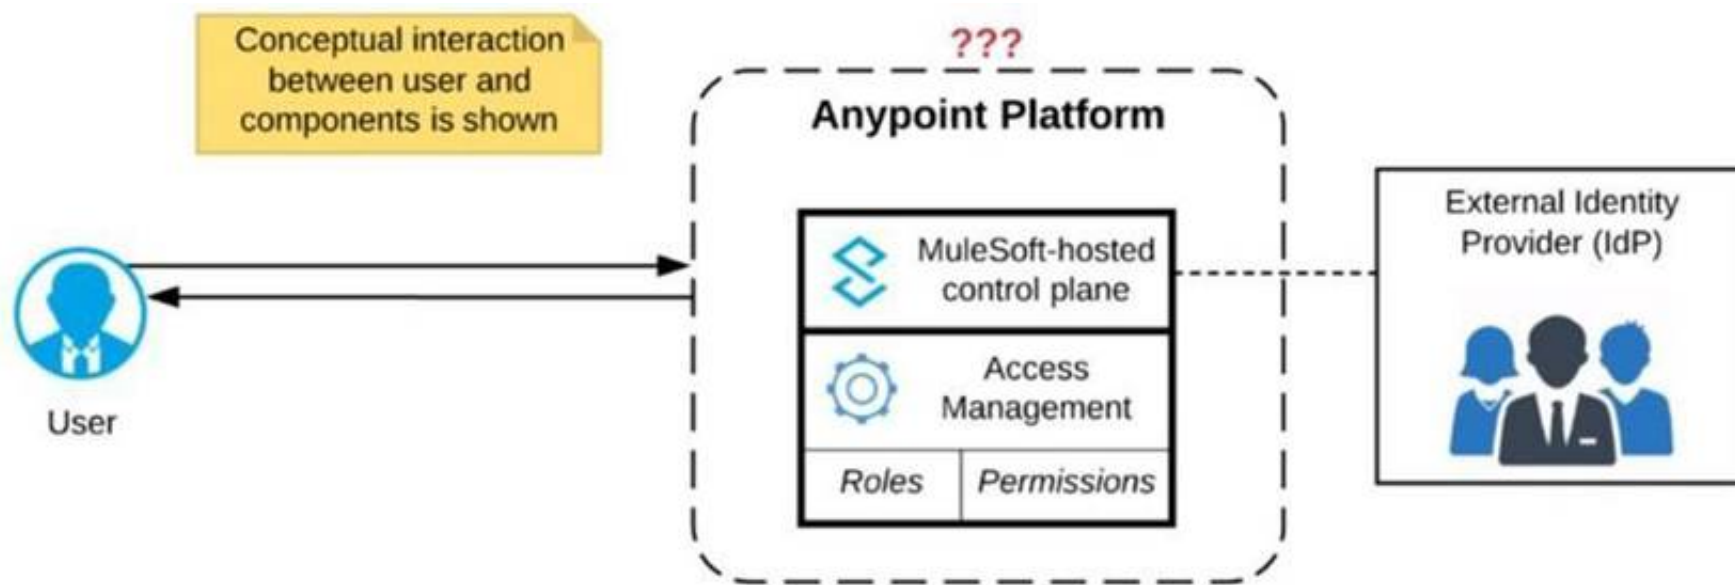 Conceptual interaction
between user and
components is shown
???
Anypoint Platform
MuleSoft-hosted
control plane
Access
Management
Roles
Permissions
External Identity
Provider (IdP)
User